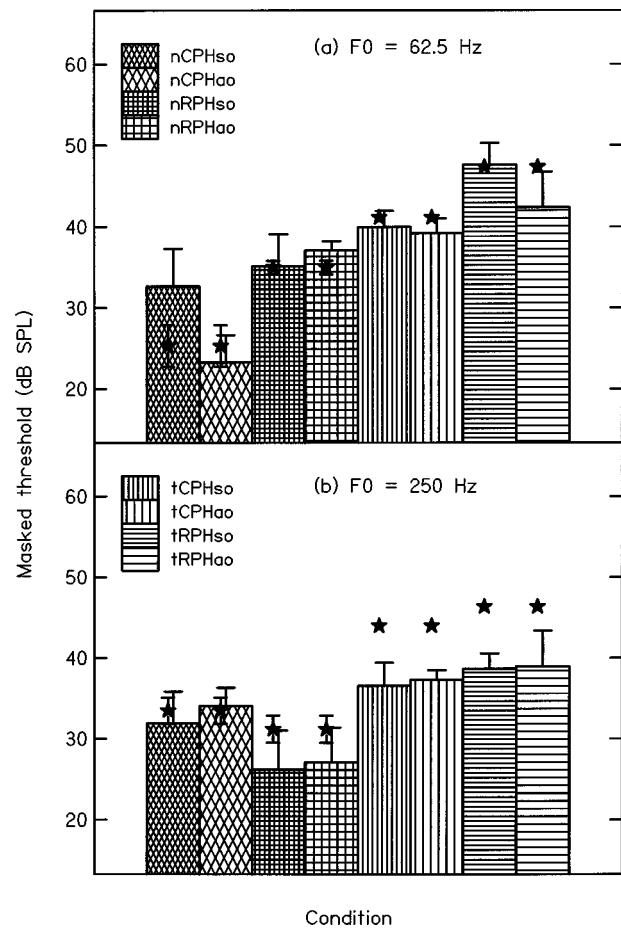 (a) F0 = 62.5 Hz
nCPHso
nCPHao
nRPHso
nRPHao
60
50
40
30
20
(b) F0 = 250 Hz
tCPHso
tCPHao
tRPHso
tRPHao
60
50
40
30
20
Masked threshold (dB SPL)
Condition